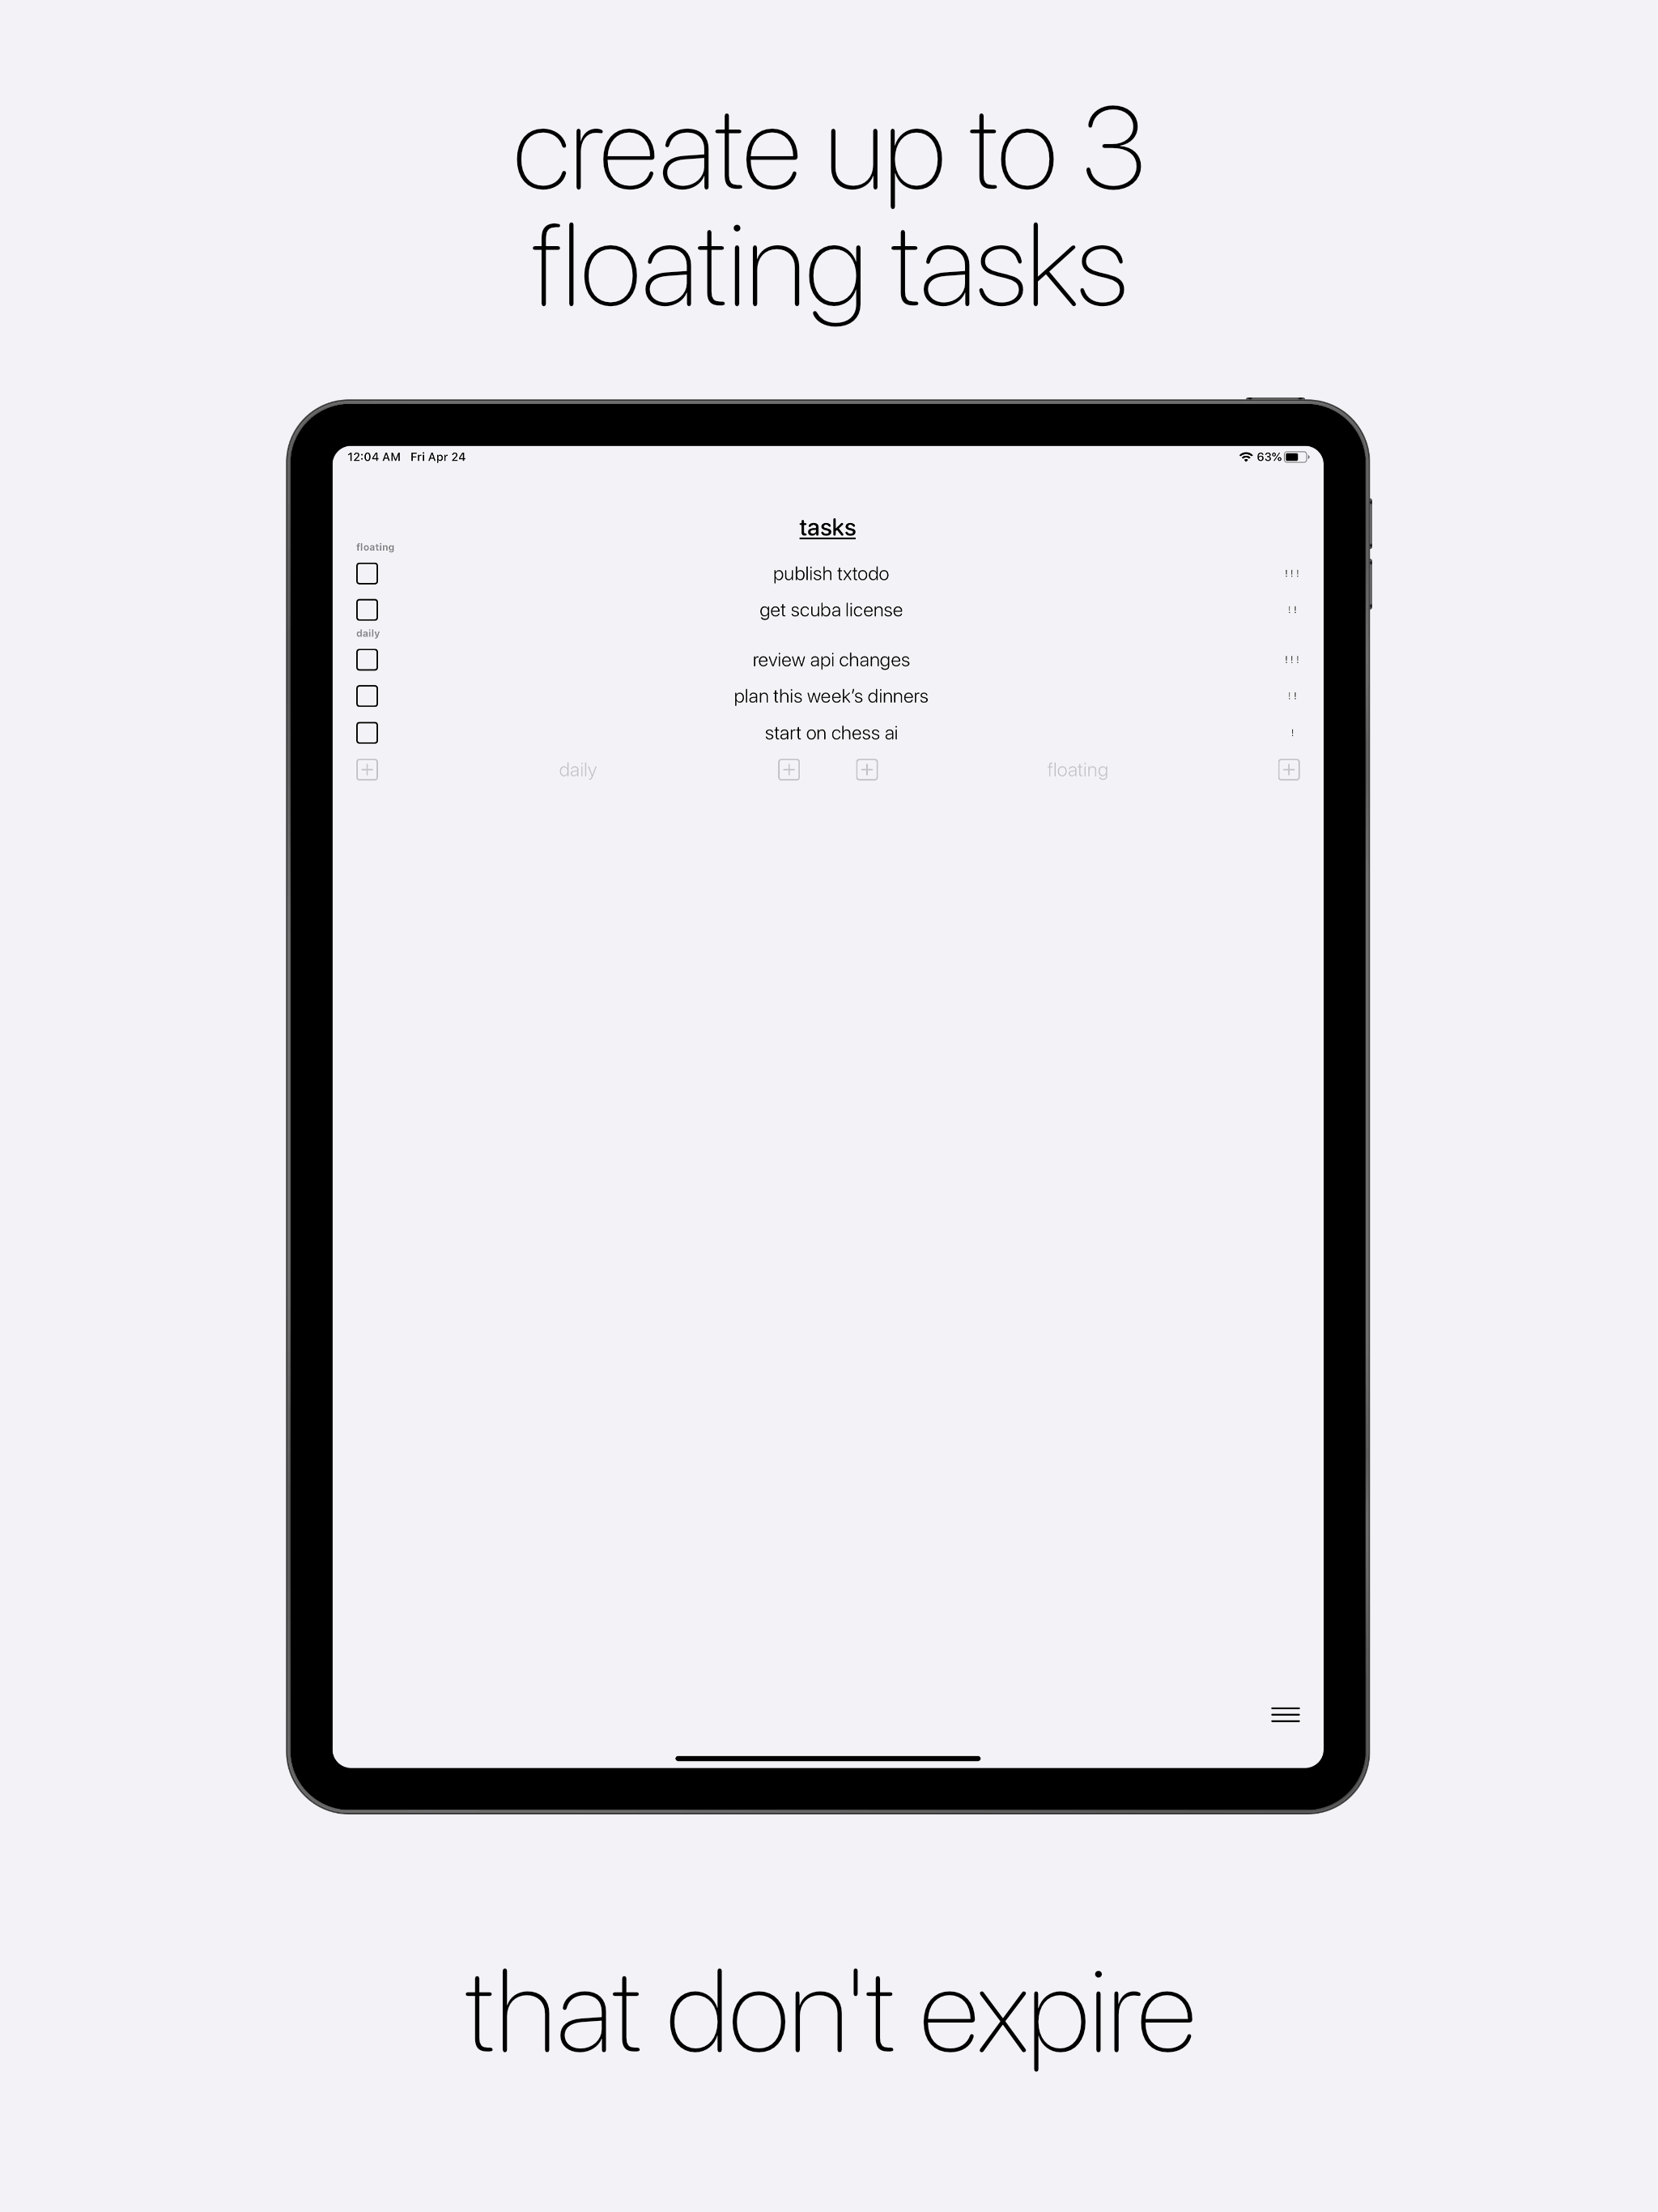 create up to 3
floating tasks
12:04 AM Fri Apr 24 63%
tasks
floating
publish txtodo !!!
get scuba license !!
daily
review api changes !!!
plan this week’s dinners !!
start on chess ai !
daily floating
that don't expire